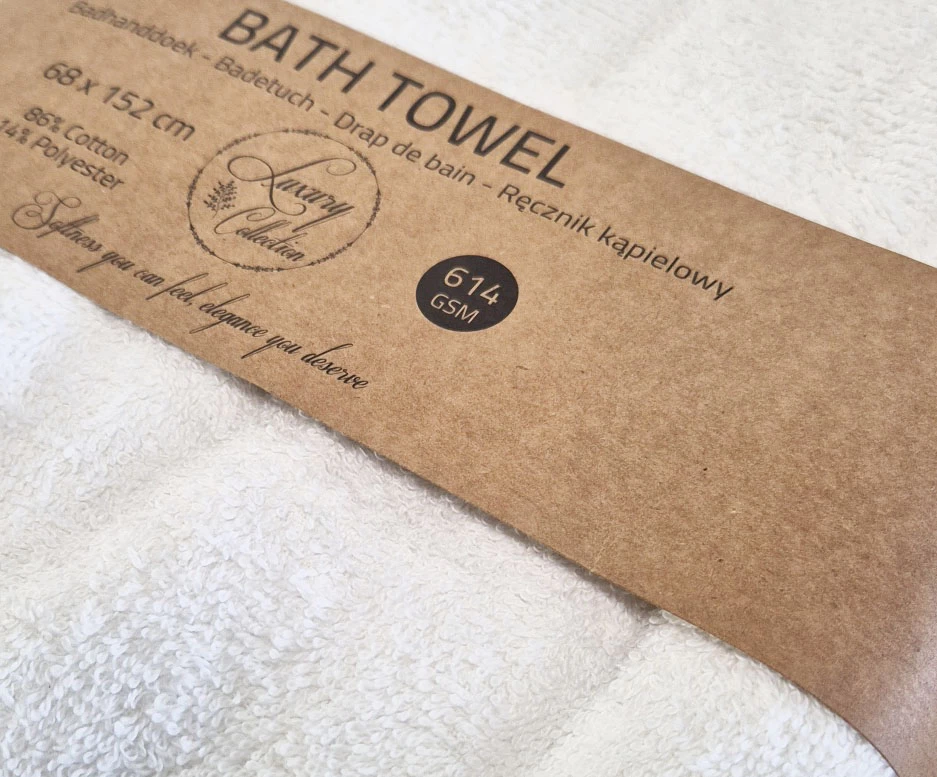 BATH TOWEL
Badhanddoek - Badetuch - Drap de bain - Ręcznik kąpielowy
68 x 152 cm
86% Cotton
14% Polyester
Luxury
Collection
614
GSM
Softness you can feel, elegance you deserve